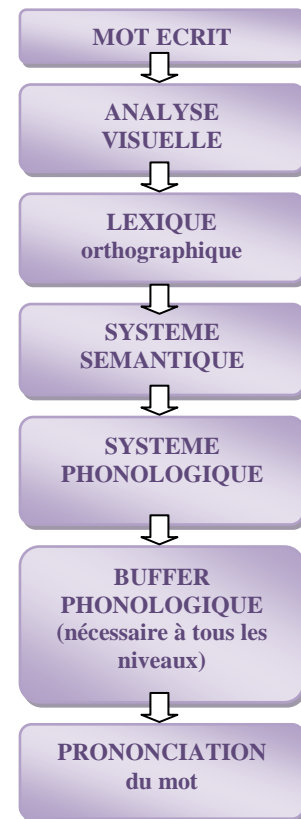 MOT ECRIT
ANALYSE
VISUELLE
LEXIQUE
orthographique
SYSTEME
SEMANTIQUE
SYSTEME
PHONOLOGIQUE
BUFFER
PHONOLOGIQUE
(nécessaire à tous les
niveaux)
PRONONCIATION
du mot